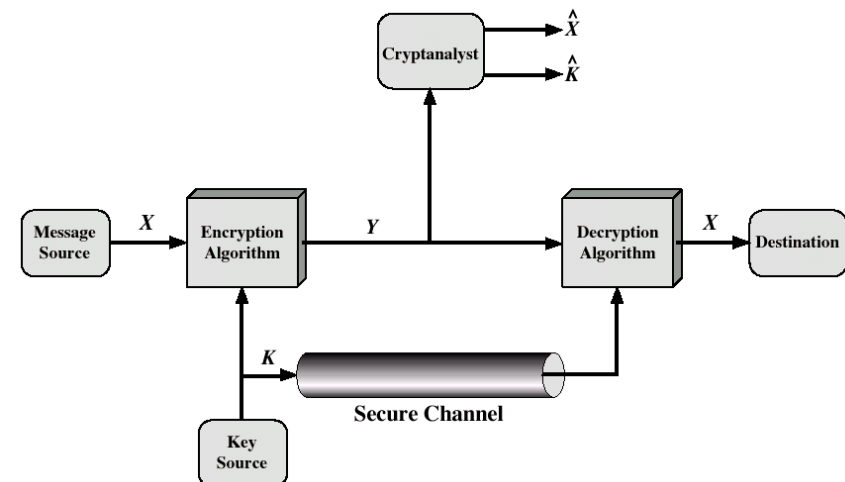 X̂
Cryptanalyst
K̂
Message
Source
X
Encryption
Algorithm
Y
Decryption
Algorithm
X
Destination
K
Secure Channel
Key
Source